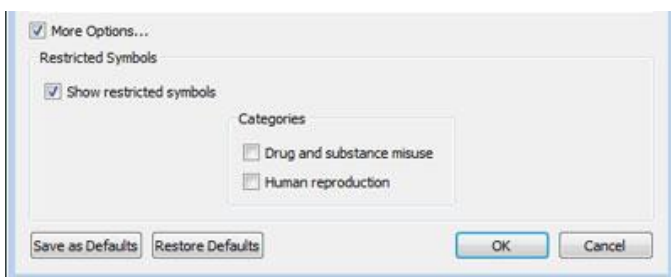 More Options...
Restricted Symbols
Show restricted symbols
Categories
Drug and substance misuse
Human reproduction
Save as Defaults Restore Defaults OK Cancel